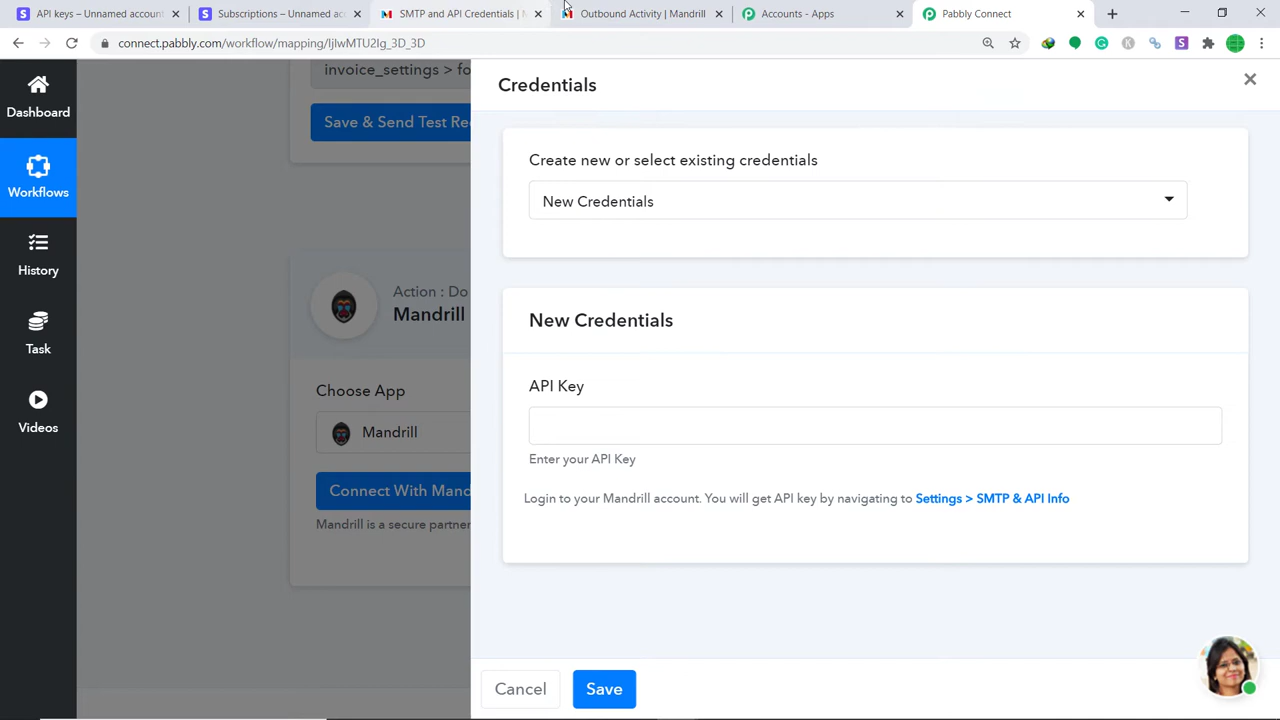 API keys – Unnamed account
Subscriptions – Unnamed ac
SMTP and API Credentials |
Outbound Activity | Mandrill
Accounts - Apps
Pabbly Connect
connect.pabbly.com/workflow/mapping/IjIwMTU2Ig_3D_3D
Dashboard
Workflows
History
Task
Videos
invoice_settings > fo
Save & Send Test Rec
Action : Do
Mandrill
Choose App
Mandrill
Connect With Mand
Mandrill is a secure partner
Credentials
Create new or select existing credentials
New Credentials
New Credentials
API Key
Enter your API Key
Login to your Mandrill account. You will get API key by navigating to Settings > SMTP & API Info
Cancel
Save